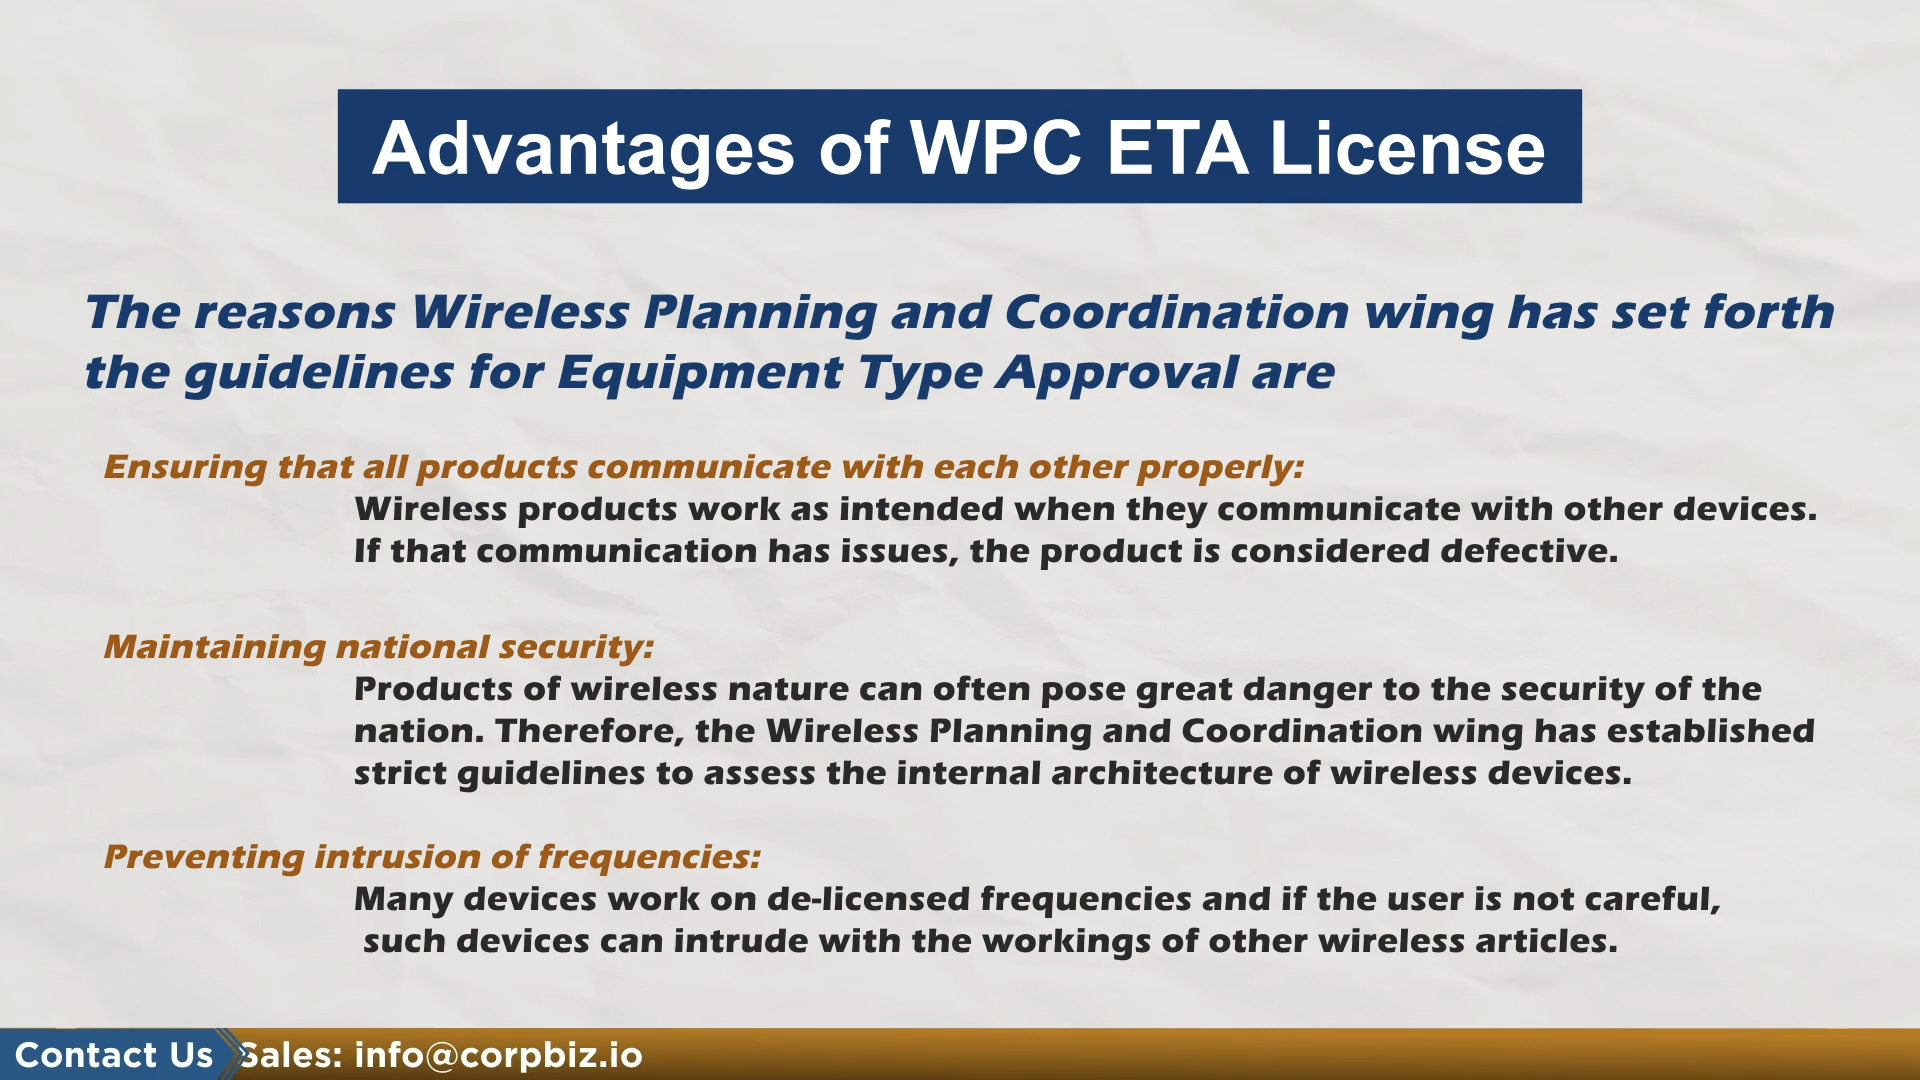 Advantages of WPC ETA License
The reasons Wireless Planning and Coordination wing has set forth
the guidelines for Equipment Type Approval are
Ensuring that all products communicate with each other properly:
Wireless products work as intended when they communicate with other devices.
If that communication has issues, the product is considered defective.
Maintaining national security:
Products of wireless nature can often pose great danger to the security of the
nation. Therefore, the Wireless Planning and Coordination wing has established
strict guidelines to assess the internal architecture of wireless devices.
Preventing intrusion of frequencies:
Many devices work on de-licensed frequencies and if the user is not careful,
such devices can intrude with the workings of other wireless articles.
Contact Us Sales: info@corpbiz.io